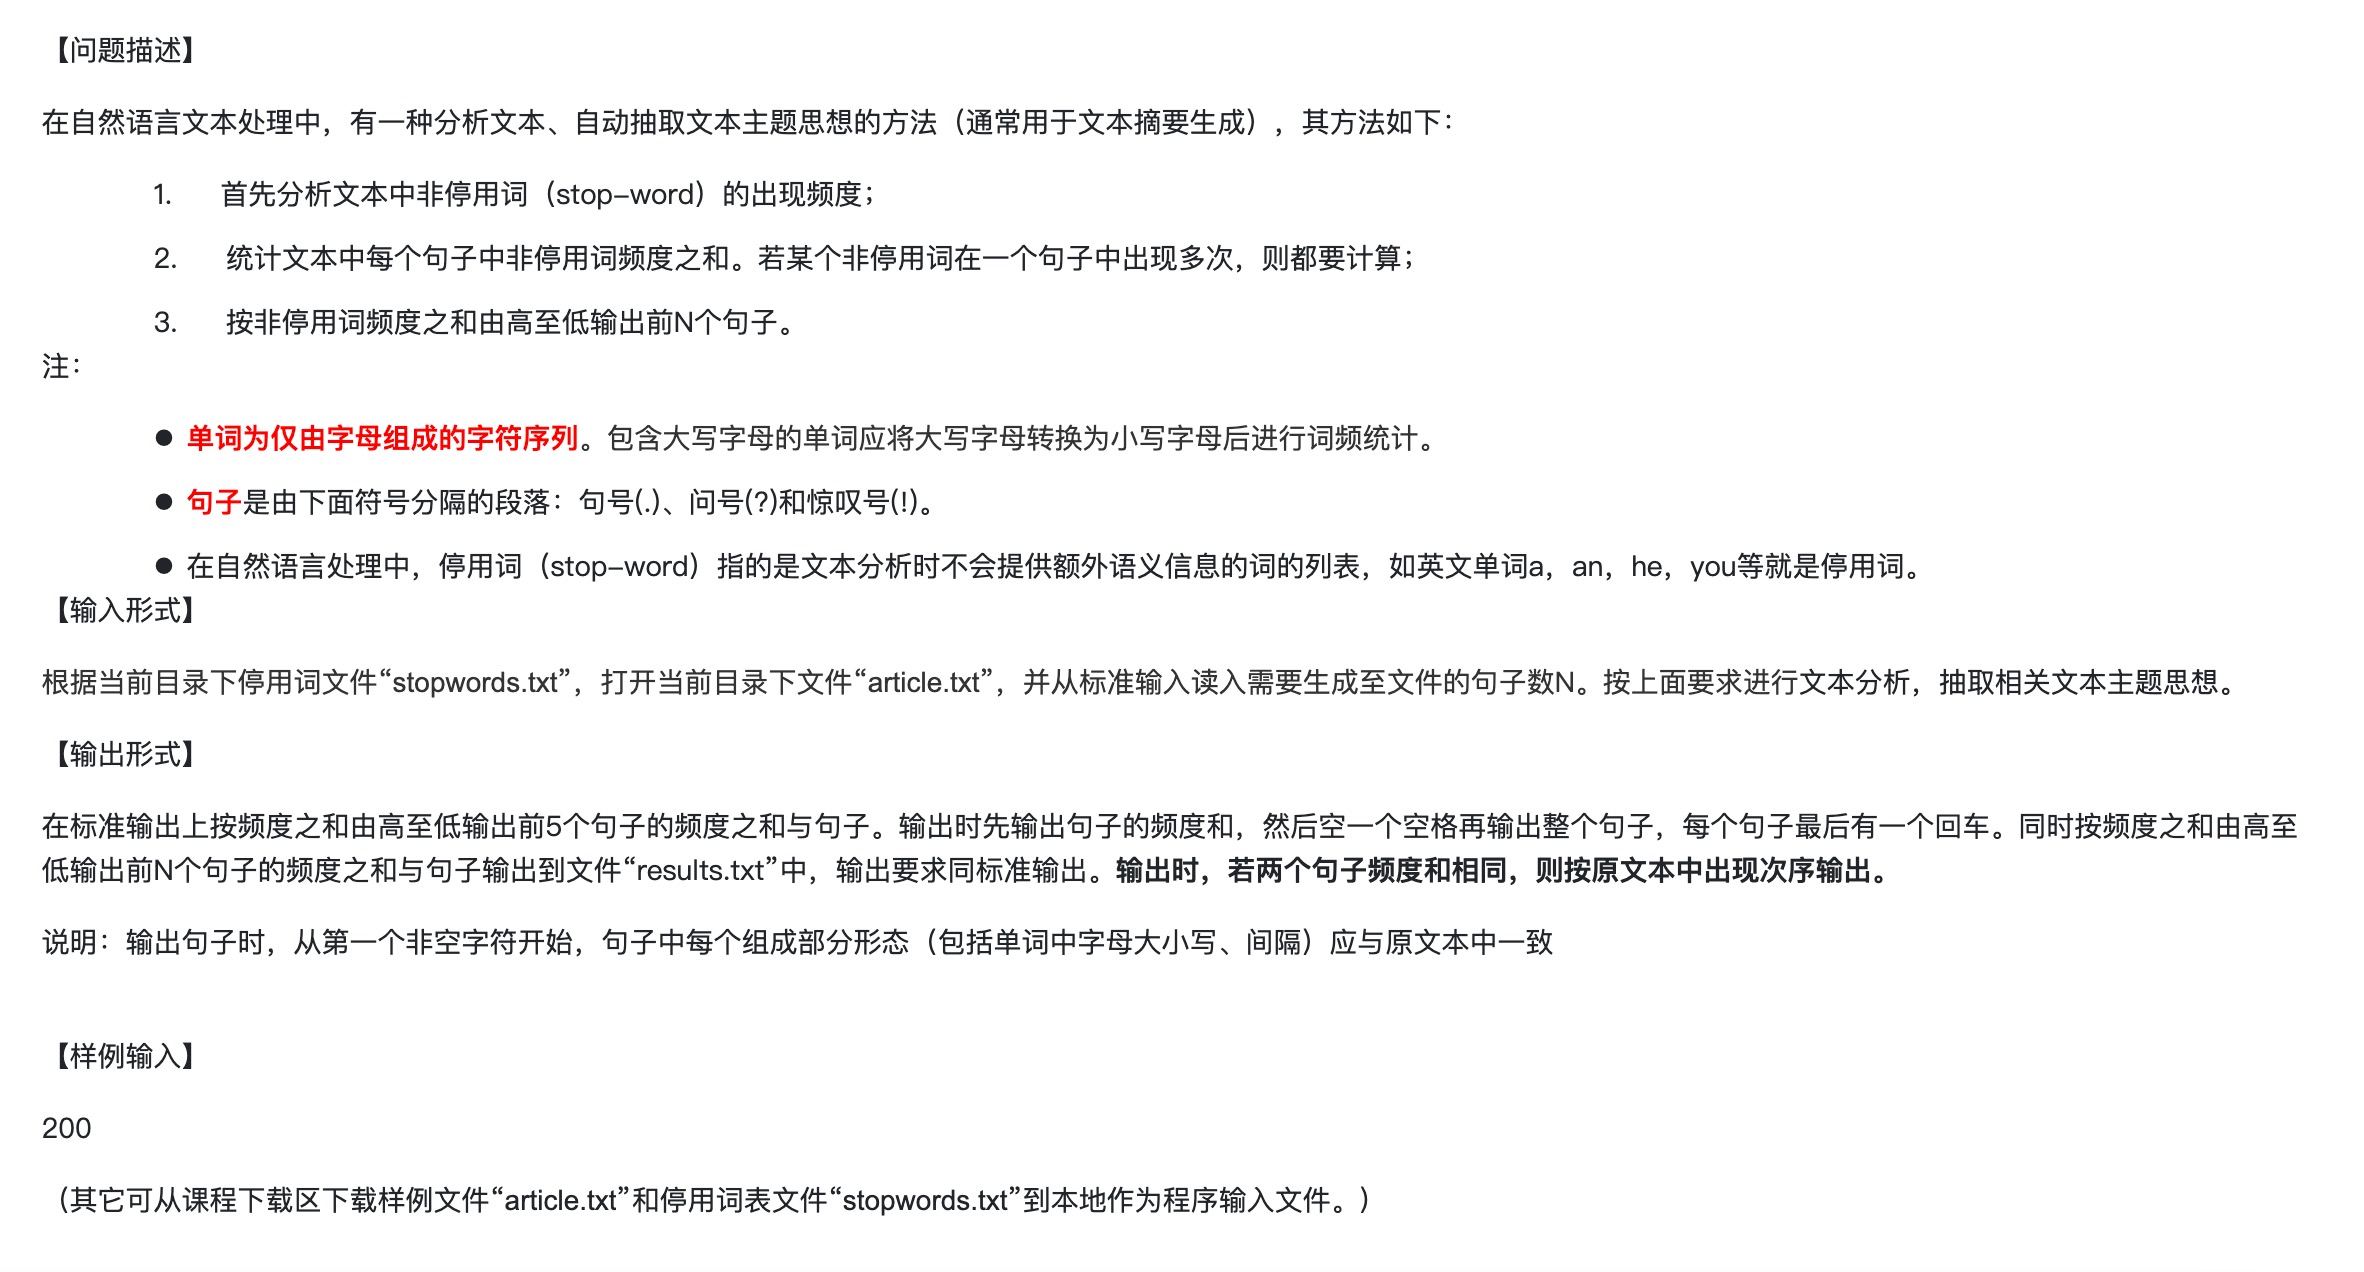 【问题描述】
在自然语言文本处理中，有一种分析文本、自动抽取文本主题思想的方法（通常用于文本摘要生成），其方法如下：
1. 首先分析文本中非停用词（stop-word）的出现频度；
2. 统计文本中每个句子中非停用词频度之和。若某个非停用词在一个句子中出现多次，则都要计算；
3. 按非停用词频度之和由高至低输出前N个句子。
注：
● 单词为仅由字母组成的字符序列。包含大写字母的单词应将大写字母转换为小写字母后进行词频统计。
● 句子是由下面符号分隔的段落：句号(.)、问号(?)和惊叹号(!)。
● 在自然语言处理中，停用词（stop-word）指的是文本分析时不会提供额外语义信息的词的列表，如英文单词a，an，he，you等就是停用词。
【输入形式】
根据当前目录下停用词文件“stopwords.txt”，打开当前目录下文件“article.txt”，并从标准输入读入需要生成至文件的句子数N。按上面要求进行文本分析，抽取相关文本主题思想。
【输出形式】
在标准输出上按频度之和由高至低输出前5个句子的频度之和与句子。输出时先输出句子的频度和，然后空一个空格再输出整个句子，每个句子最后有一个回车。同时按频度之和由高至
低输出前N个句子的频度之和与句子输出到文件“results.txt”中，输出要求同标准输出。输出时，若两个句子频度和相同，则按原文本中出现次序输出。
说明：输出句子时，从第一个非空字符开始，句子中每个组成部分形态（包括单词中字母大小写、间隔）应与原文本中一致
【样例输入】
200
（其它可从课程下载区下载样例文件“article.txt”和停用词表文件“stopwords.txt”到本地作为程序输入文件。）